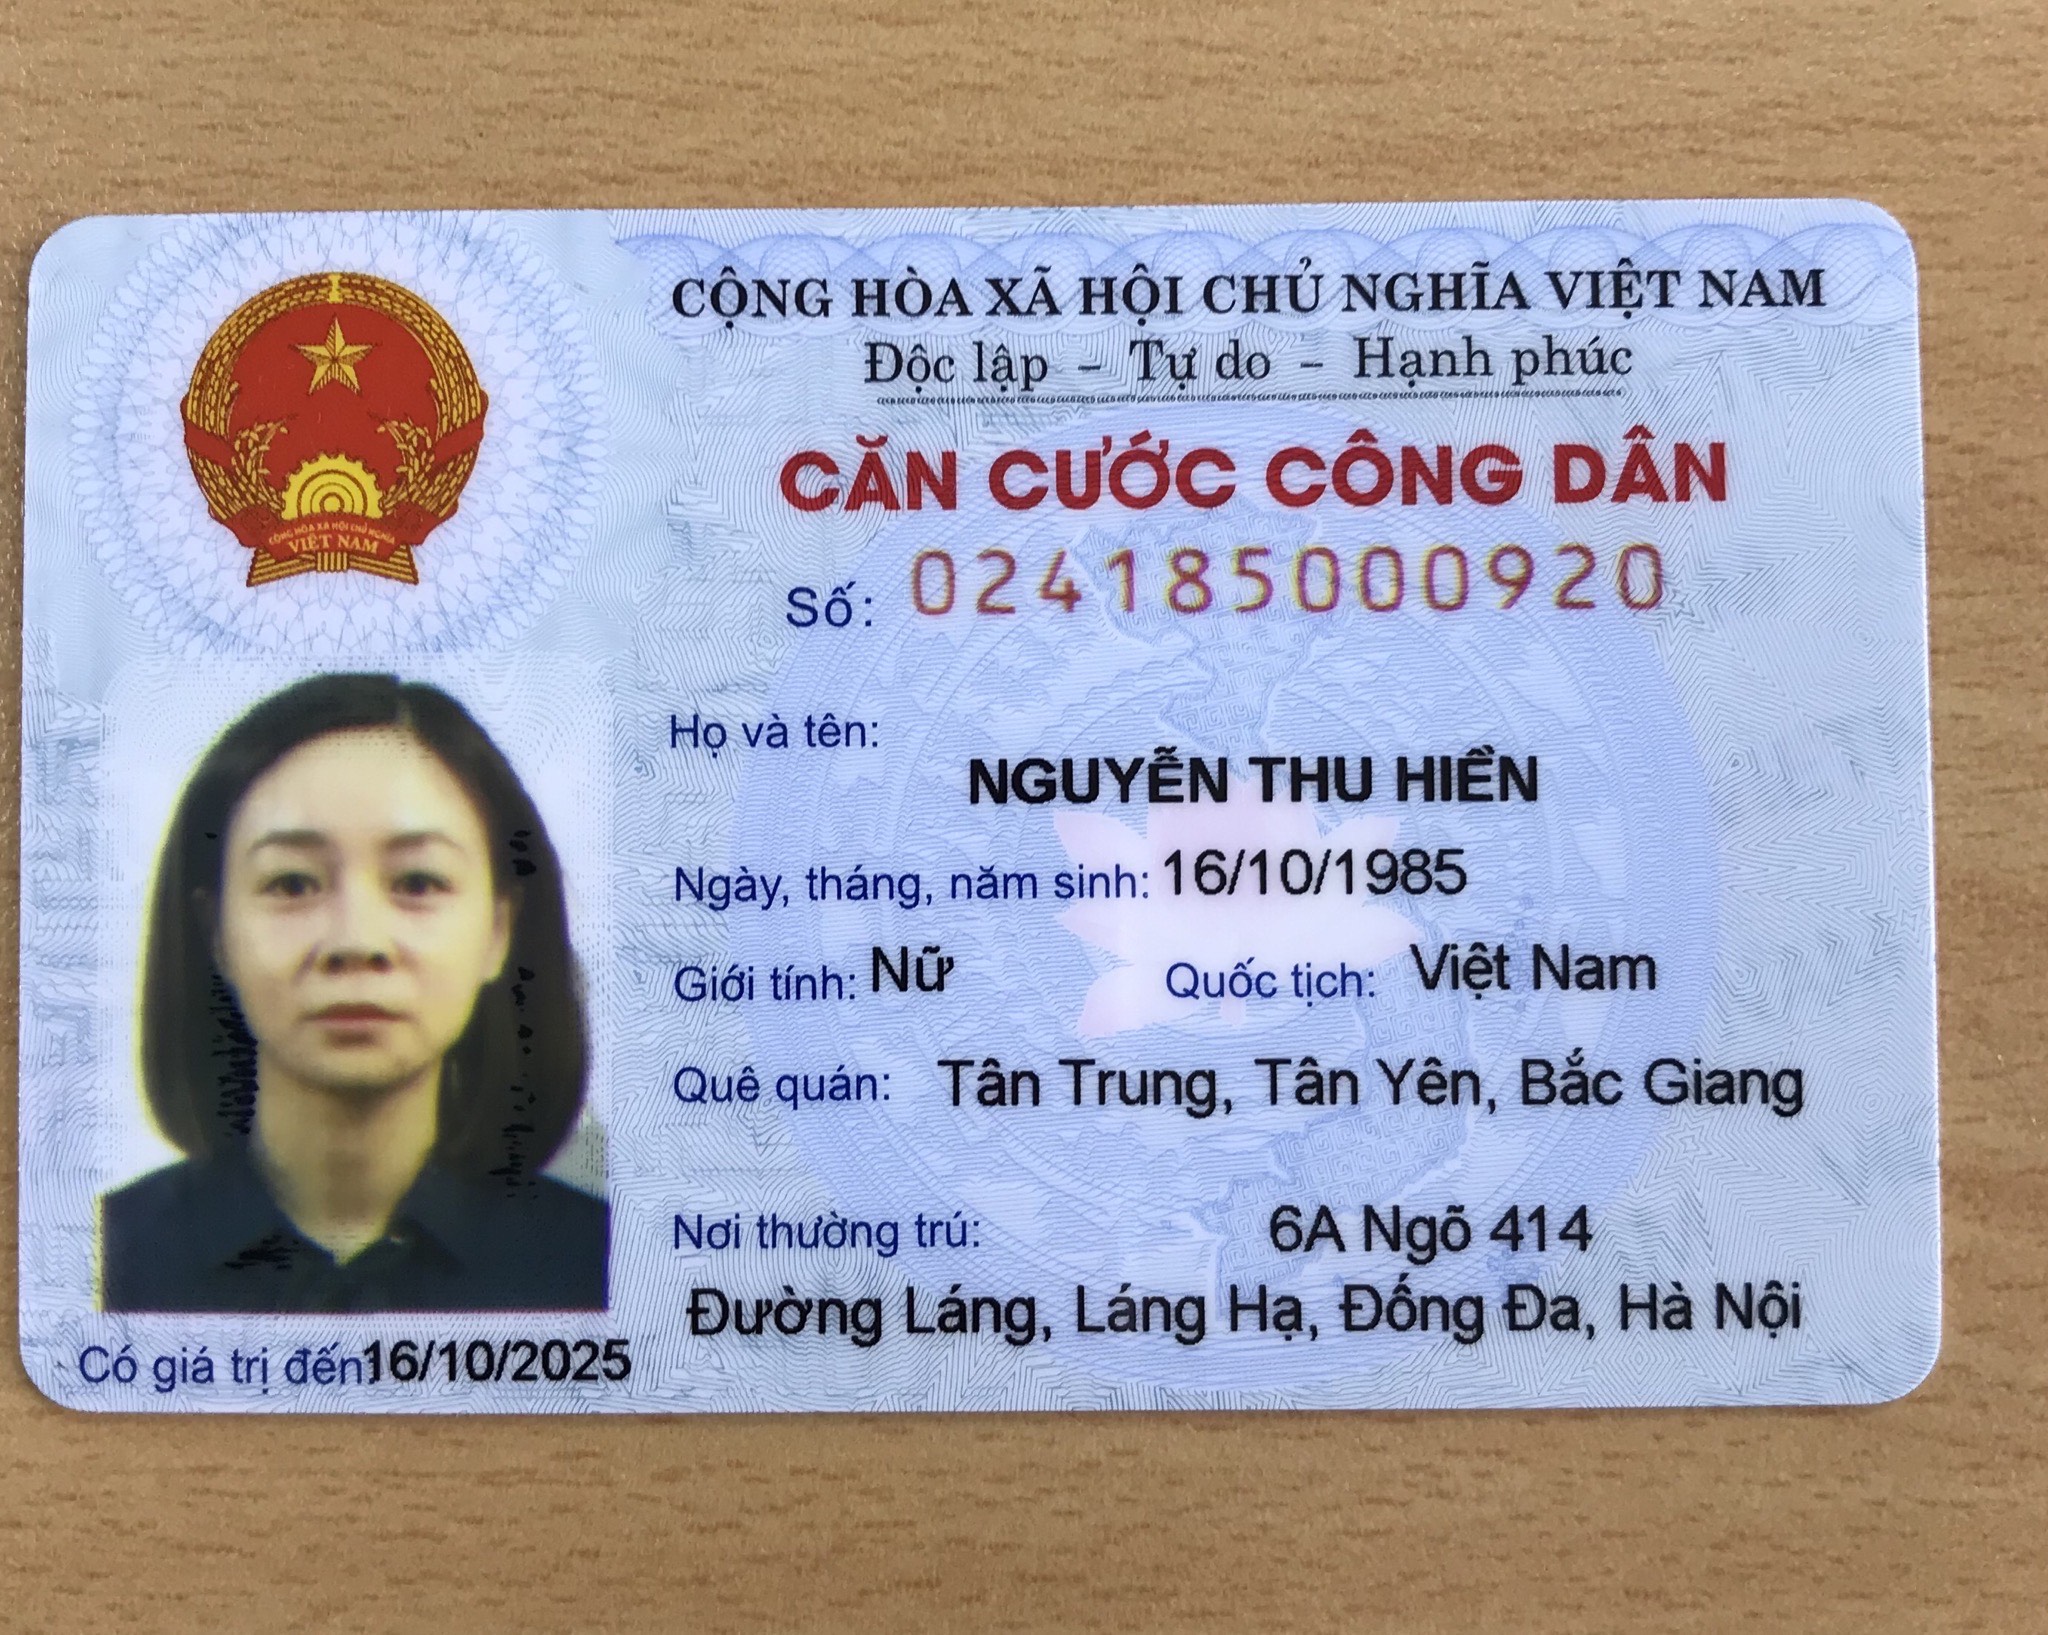 CỘNG HÒA XÃ HỘI CHỦ NGHĨA VIỆT NAM
Độc lập – Tự do – Hạnh phúc
CĂN CƯỚC CÔNG DÂN
Số: 024185000920
CỘNG HÒA XÃ HỘI CHỦ NGHĨA
VIỆT NAM
Họ và tên:
NGUYỄN THU HIỀN
Ngày, tháng, năm sinh: 16/10/1985
Giới tính: Nữ Quốc tịch: Việt Nam
Quê quán: Tân Trung, Tân Yên, Bắc Giang
Nơi thường trú: 6A Ngõ 414
Đường Láng, Láng Hạ, Đống Đa, Hà Nội
Có giá trị đến: 16/10/2025